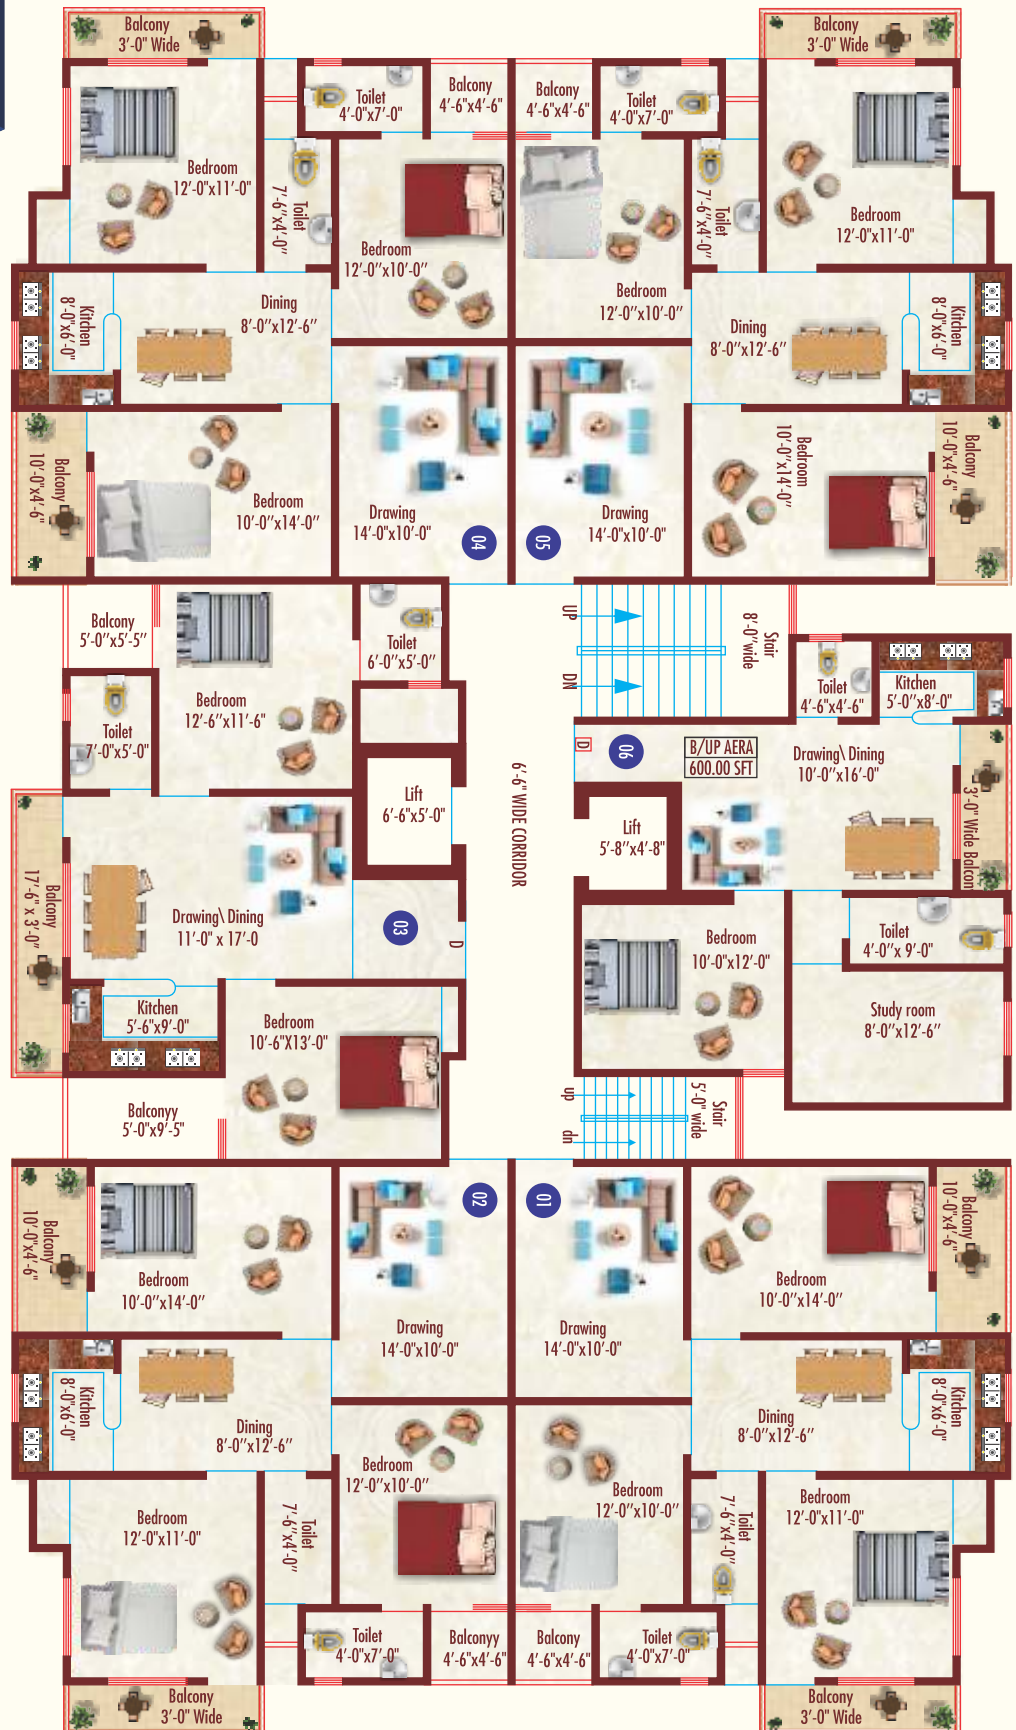 Balcony
3'-0" Wide
Balcony
3'-0" Wide
Toilet
4'-0"x7'-0"
Balcony
4'-6"x4'-6"
Balcony
4'-6"x4'-6"
Toilet
4'-0"x7'-0"
Bedroom
12'-0"x11'-0"
Toilet
7'-6"x4'-0"
Bedroom
12'-0"x10'-0"
Bedroom
12'-0"x10'-0"
Toilet
7'-6"x4'-0"
Bedroom
12'-0"x11'-0"
Kitchen
8'-0"x6'-0"
Dining
8'-0"x12'-6"
Dining
8'-0"x12'-6"
Kitchen
8'-0"x6'-0"
Balcony
10'-0"x4'-6"
Bedroom
10'-0"x14'-0"
Drawing
14'-0"x10'-0"
04
Drawing
14'-0"x10'-0"
05
Bedroom
10'-0"x14'-0"
Balcony
10'-0"x4'-6"
Balcony
5'-0"x5'-5"
Toilet
6'-0"x5'-0"
UP
DN
Stair
8'-0"wide
Toilet
4'-6"x4'-6"
Kitchen
5'-0"x8'-0"
Toilet
7'-0"x5'-0"
Bedroom
12'-6"x11'-6"
D
06
B/UP AERA
600.00 SFT
Drawing\ Dining
10'-0"x16'-0"
3'-0" Wide Balcon
Lift
6'-6"x5'-0"
6'-6" WIDE CORRIDOR
Lift
5'-8"x4'-8"
Balcony
17'-6" x 3'-0"
Drawing\ Dining
11'-0" x 17'-0
03
D
Bedroom
10'-0"x12'-0"
Toilet
4'-0"x 9'-0"
Kitchen
5'-6"x9'-0"
Bedroom
10'-6"X13'-0"
Study room
8'-0"x12'-6"
Balconyy
5'-0"x9'-5"
up
dn
Stair
5'-0" wide
Balcony
10'-0"x4'-6"
Bedroom
10'-0"x14'-0"
02
Drawing
14'-0"x10'-0"
01
Drawing
14'-0"x10'-0"
Bedroom
10'-0"x14'-0"
Balcony
10'-0"x4'-6"
Kitchen
8'-0"x6'-0"
Dining
8'-0"x12'-6"
Dining
8'-0"x12'-6"
Kitchen
8'-0"x6'-0"
Bedroom
12'-0"x11'-0"
Toilet
7'-6"x4'-0"
Bedroom
12'-0"x10'-0"
Bedroom
12'-0"x10'-0"
Toilet
7'-6"x4'-0"
Bedroom
12'-0"x11'-0"
Toilet
4'-0"x7'-0"
Balconyy
4'-6"x4'-6"
Balcony
4'-6"x4'-6"
Toilet
4'-0"x7'-0"
Balcony
3'-0" Wide
Balcony
3'-0" Wide